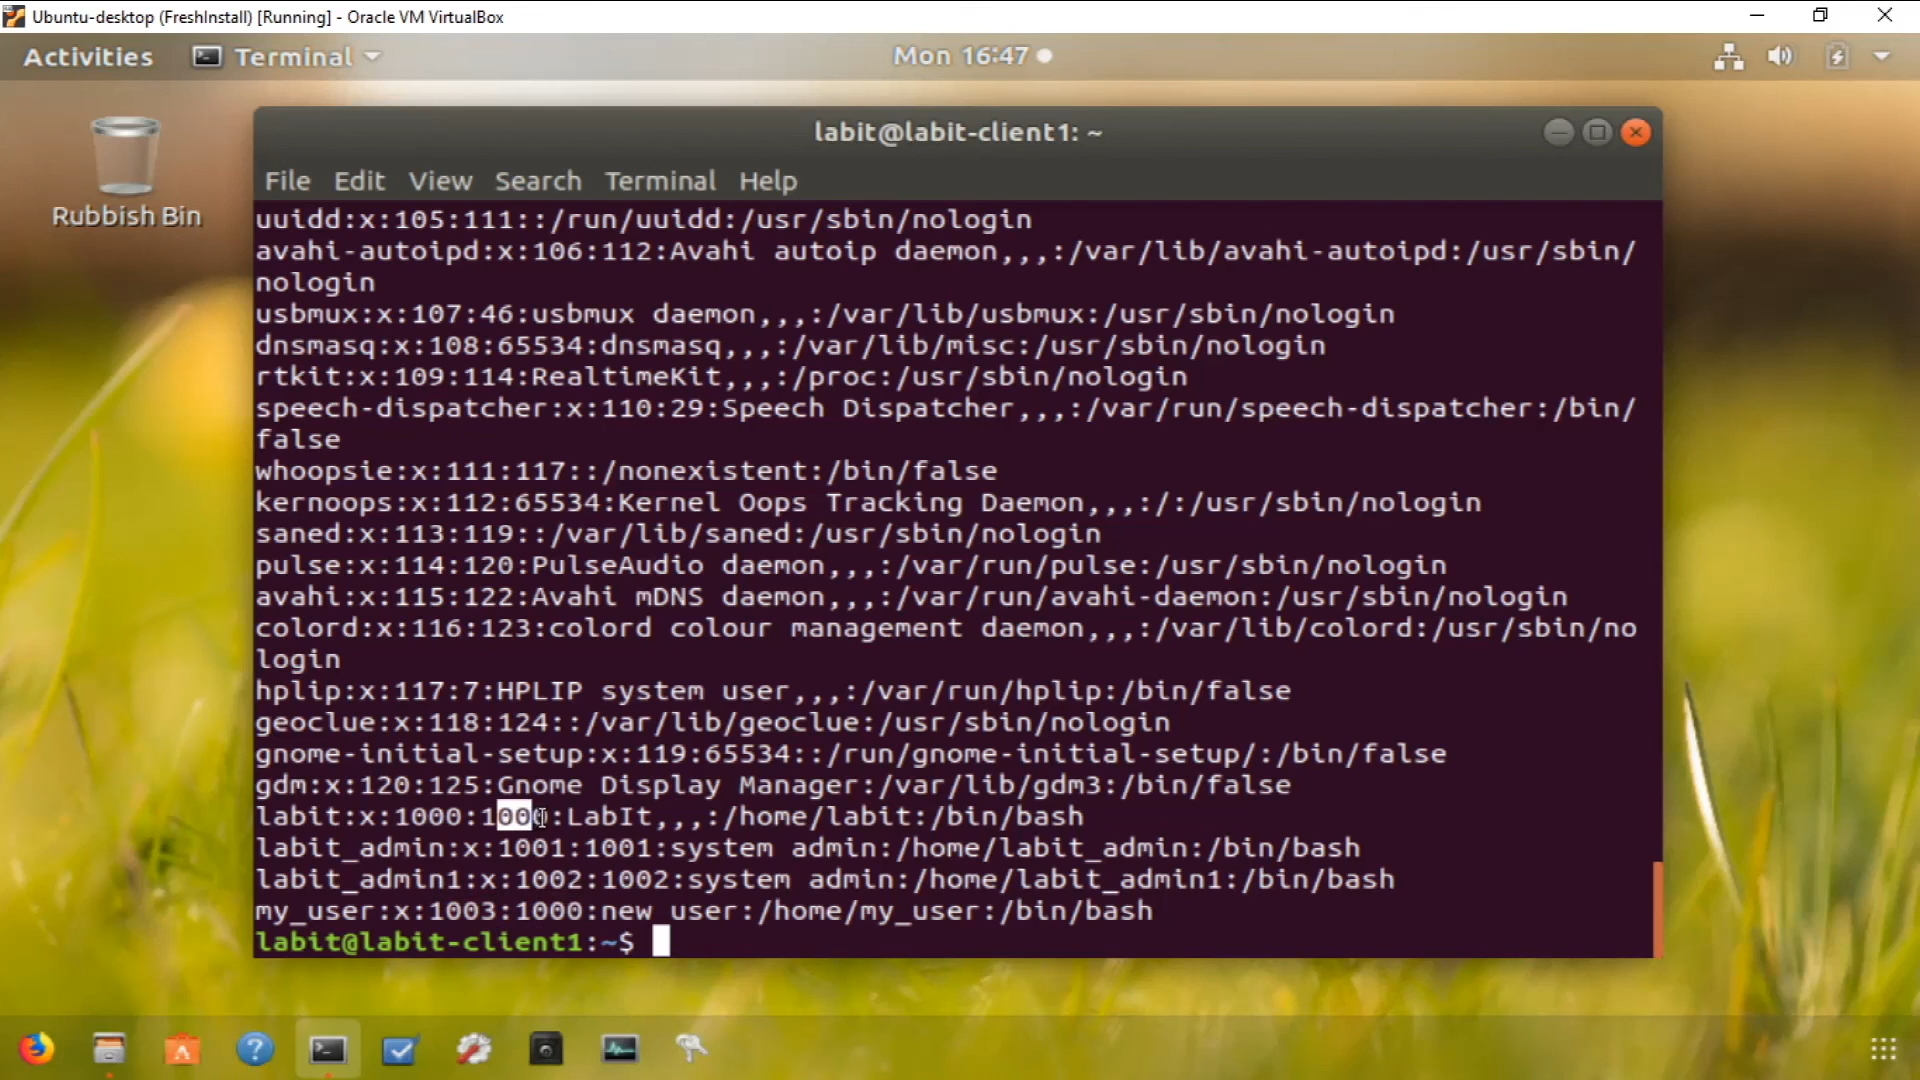 Ubuntu-desktop (FreshInstall) [Running] - Oracle VM VirtualBox
Activities Terminal Mon 16:47
Rubbish Bin
labit@labit-client1: ~
File Edit View Search Terminal Help
uuidd:x:105:111::/run/uuidd:/usr/sbin/nologin
avahi-autoipd:x:106:112:Avahi autoip daemon,,,:/var/lib/avahi-autoipd:/usr/sbin/
nologin
usbmux:x:107:46:usbmux daemon,,,:/var/lib/usbmux:/usr/sbin/nologin
dnsmasq:x:108:65534:dnsmasq,,,:/var/lib/misc:/usr/sbin/nologin
rtkit:x:109:114:RealtimeKit,,,:/proc:/usr/sbin/nologin
speech-dispatcher:x:110:29:Speech Dispatcher,,,:/var/run/speech-dispatcher:/bin/
false
whoopsie:x:111:117::/nonexistent:/bin/false
kernoops:x:112:65534:Kernel Oops Tracking Daemon,,,:/:/usr/sbin/nologin
saned:x:113:119::/var/lib/saned:/usr/sbin/nologin
pulse:x:114:120:PulseAudio daemon,,,:/var/run/pulse:/usr/sbin/nologin
avahi:x:115:122:Avahi mDNS daemon,,,:/var/run/avahi-daemon:/usr/sbin/nologin
colord:x:116:123:colord colour management daemon,,,:/var/lib/colord:/usr/sbin/no
login
hplip:x:117:7:HPLIP system user,,,:/var/run/hplip:/bin/false
geoclue:x:118:124::/var/lib/geoclue:/usr/sbin/nologin
gnome-initial-setup:x:119:65534::/run/gnome-initial-setup/:/bin/false
gdm:x:120:125:Gnome Display Manager:/var/lib/gdm3:/bin/false
labit:x:1000:1000:LabIt,,,:/home/labit:/bin/bash
labit_admin:x:1001:1001:system admin:/home/labit_admin:/bin/bash
labit_admin1:x:1002:1002:system admin:/home/labit_admin1:/bin/bash
my_user:x:1003:1000:new user:/home/my_user:/bin/bash
labit@labit-client1:~$